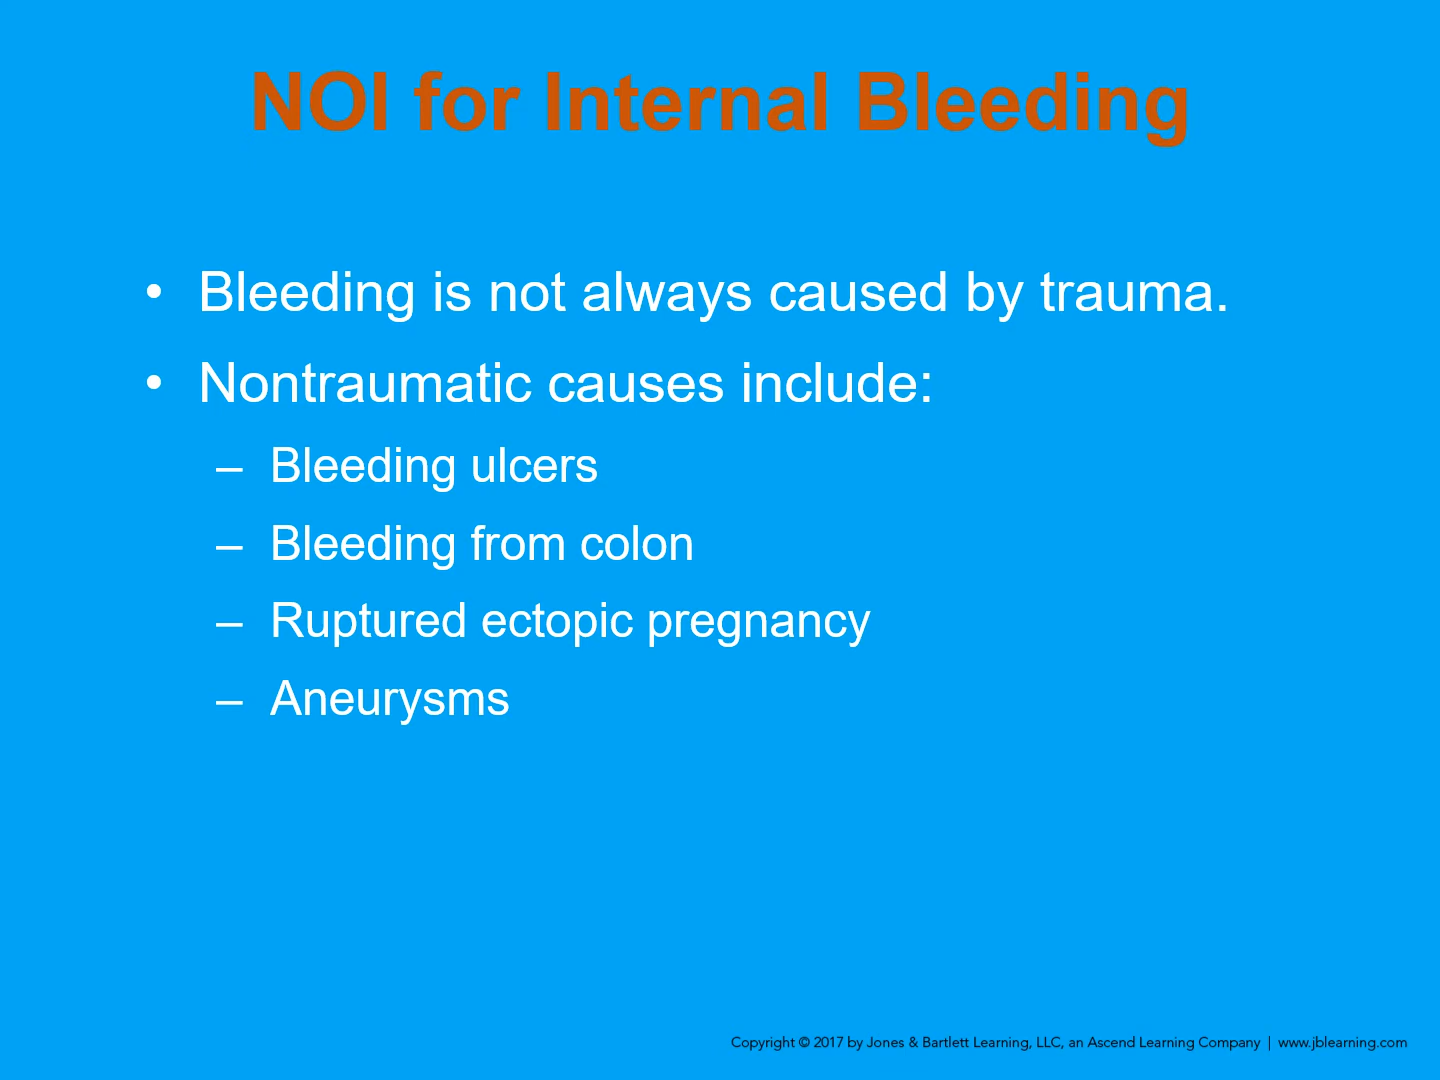 NOI for Internal Bleeding
• Bleeding is not always caused by trauma.
• Nontraumatic causes include:
– Bleeding ulcers
– Bleeding from colon
– Ruptured ectopic pregnancy
– Aneurysms
Copyright © 2017 by Jones & Bartlett Learning, LLC, an Ascend Learning Company | www.jblearning.com